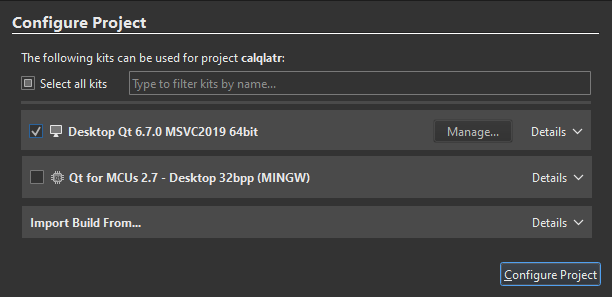 Configure Project
The following kits can be used for project calqlatr:
Select all kits Type to filter kits by name...
Desktop Qt 6.7.0 MSVC2019 64bit Manage... Details
Qt for MCUs 2.7 - Desktop 32bpp (MINGW) Details
Import Build From... Details
Configure Project